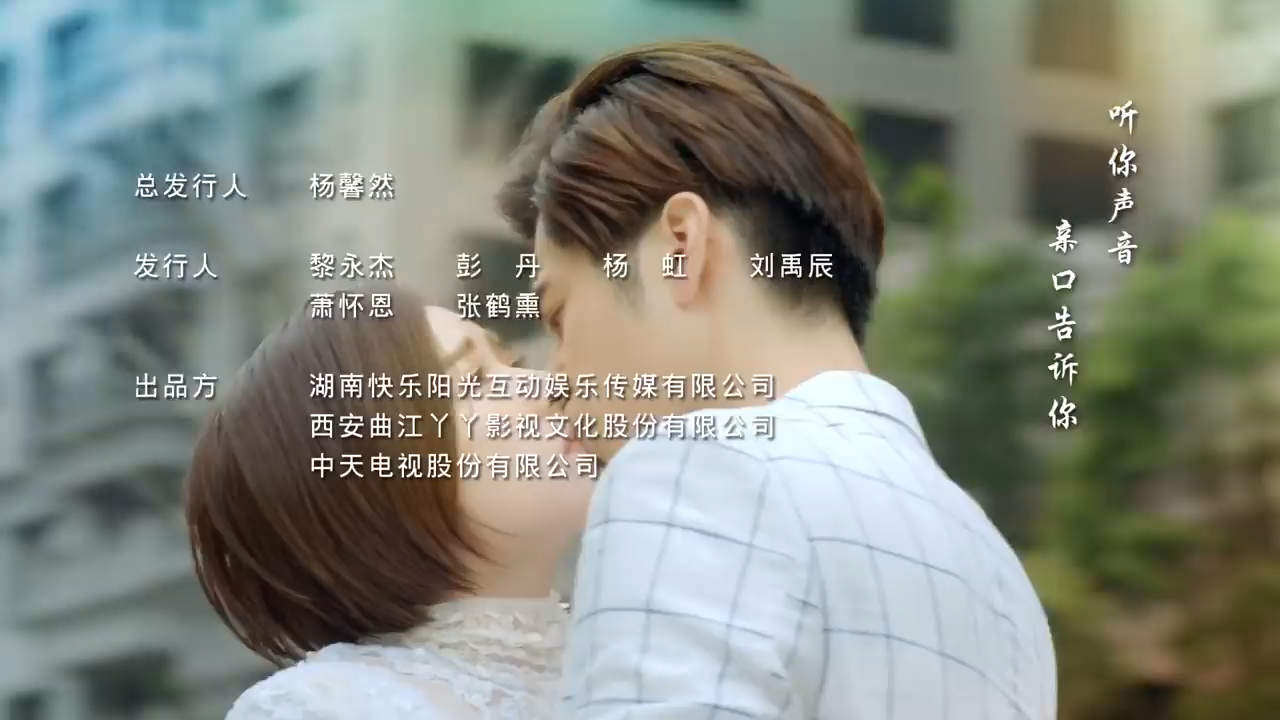 总发行人 杨馨然
发行人 黎永杰 彭 丹 杨 虹 刘禹辰
萧怀恩 张鹤熏
出品方 湖南快乐阳光互动娱乐传媒有限公司
西安曲江丫丫影视文化股份有限公司
中天电视股份有限公司
听你声音
亲口告诉你